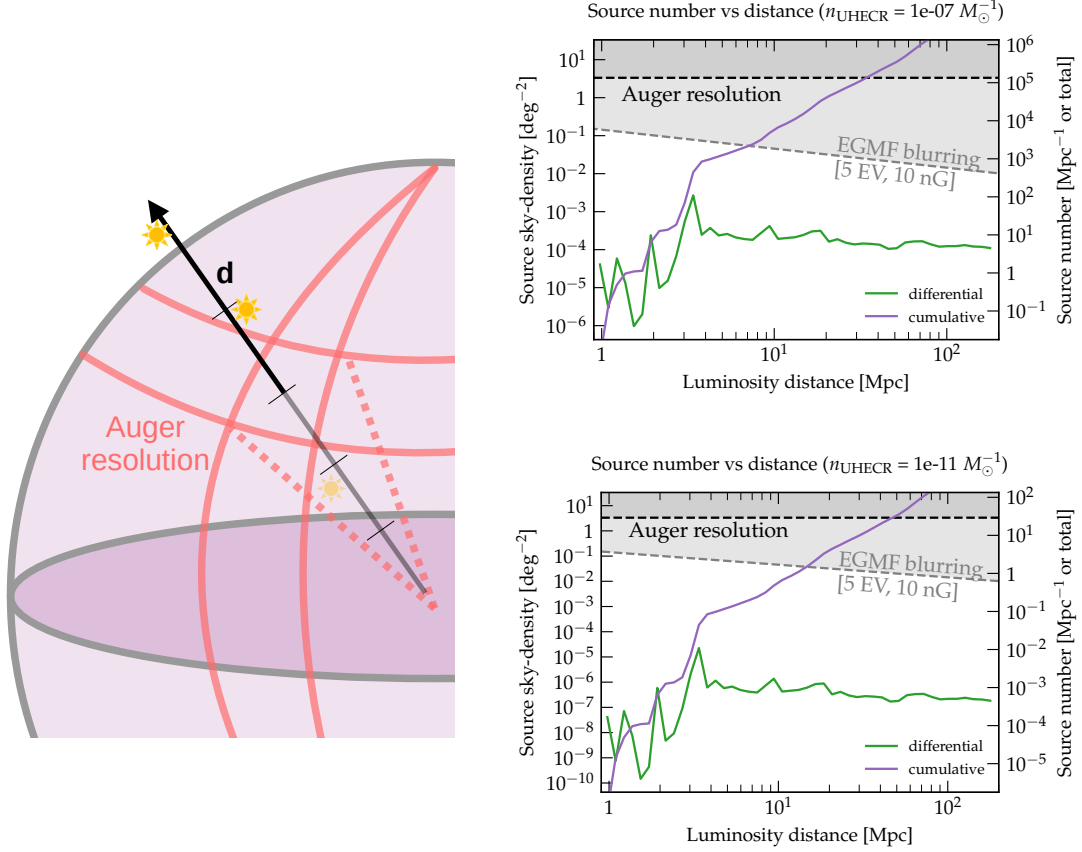 d
Auger
resolution
Source number vs distance (n_UHECR = 1e-07 M_⊙^−1)
Source sky-density [deg^−2]
10^1
1
10^−1
10^−2
10^−3
10^−4
10^−5
10^−6
Auger resolution
EGMF blurring
[5 EV, 10 nG]
differential
cumulative
10^6
10^5
10^4
10^3
10^2
10^1
1
10^−1
Source number [Mpc^−1 or total]
1 10^1 10^2
Luminosity distance [Mpc]
Source number vs distance (n_UHECR = 1e-11 M_⊙^−1)
Source sky-density [deg^−2]
10^1
1
10^−1
10^−2
10^−3
10^−4
10^−5
10^−6
10^−7
10^−8
10^−9
10^−10
Auger resolution
EGMF blurring
[5 EV, 10 nG]
differential
cumulative
10^2
10^1
1
10^−1
10^−2
10^−3
10^−4
10^−5
Source number [Mpc^−1 or total]
1 10^1 10^2
Luminosity distance [Mpc]